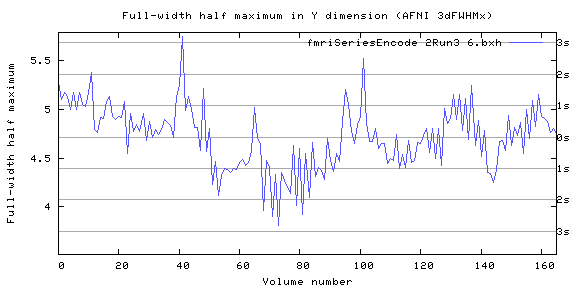 Full-width half maximum in Y dimension (AFNI 3dFWHMx)
fmriSeriesEncode 2Run3 6.bxh
Full-width half maximum
5.5
5
4.5
4
3s
2s
1s
0s
1s
2s
3s
0 20 40 60 80 100 120 140 160
Volume number